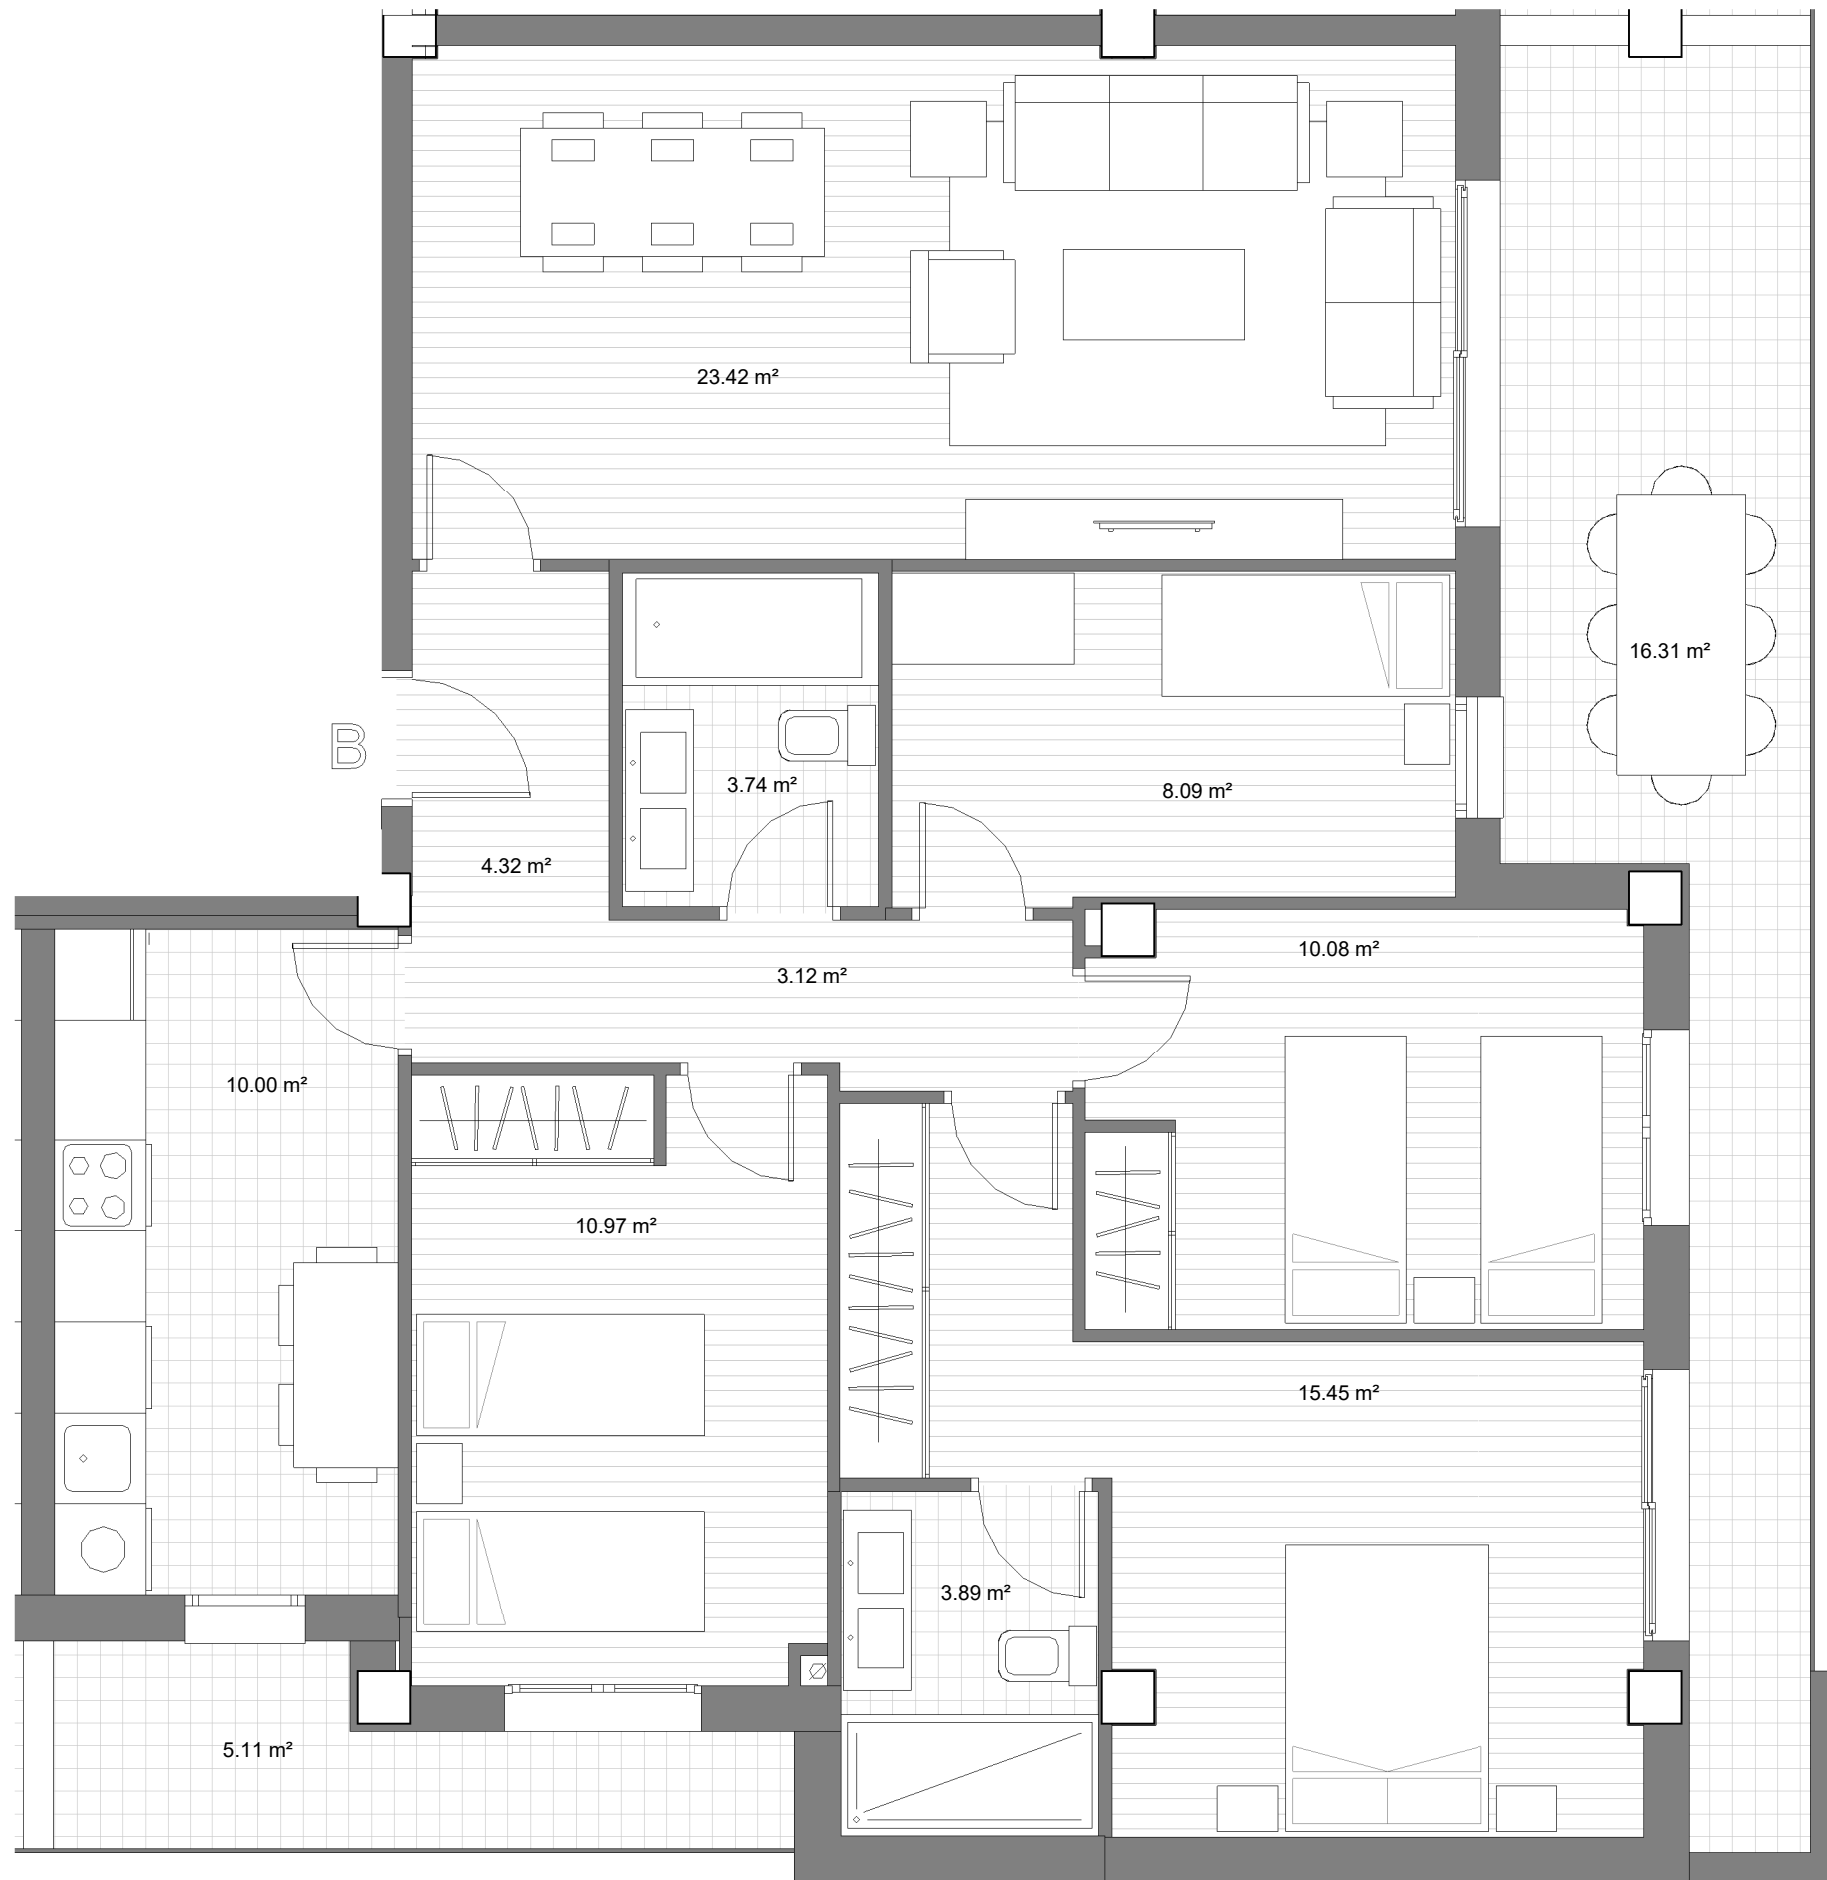 23.42 m²
16.31 m²
B
3.74 m²
8.09 m²
4.32 m²
10.08 m²
3.12 m²
10.00 m²
10.97 m²
15.45 m²
3.89 m²
5.11 m²